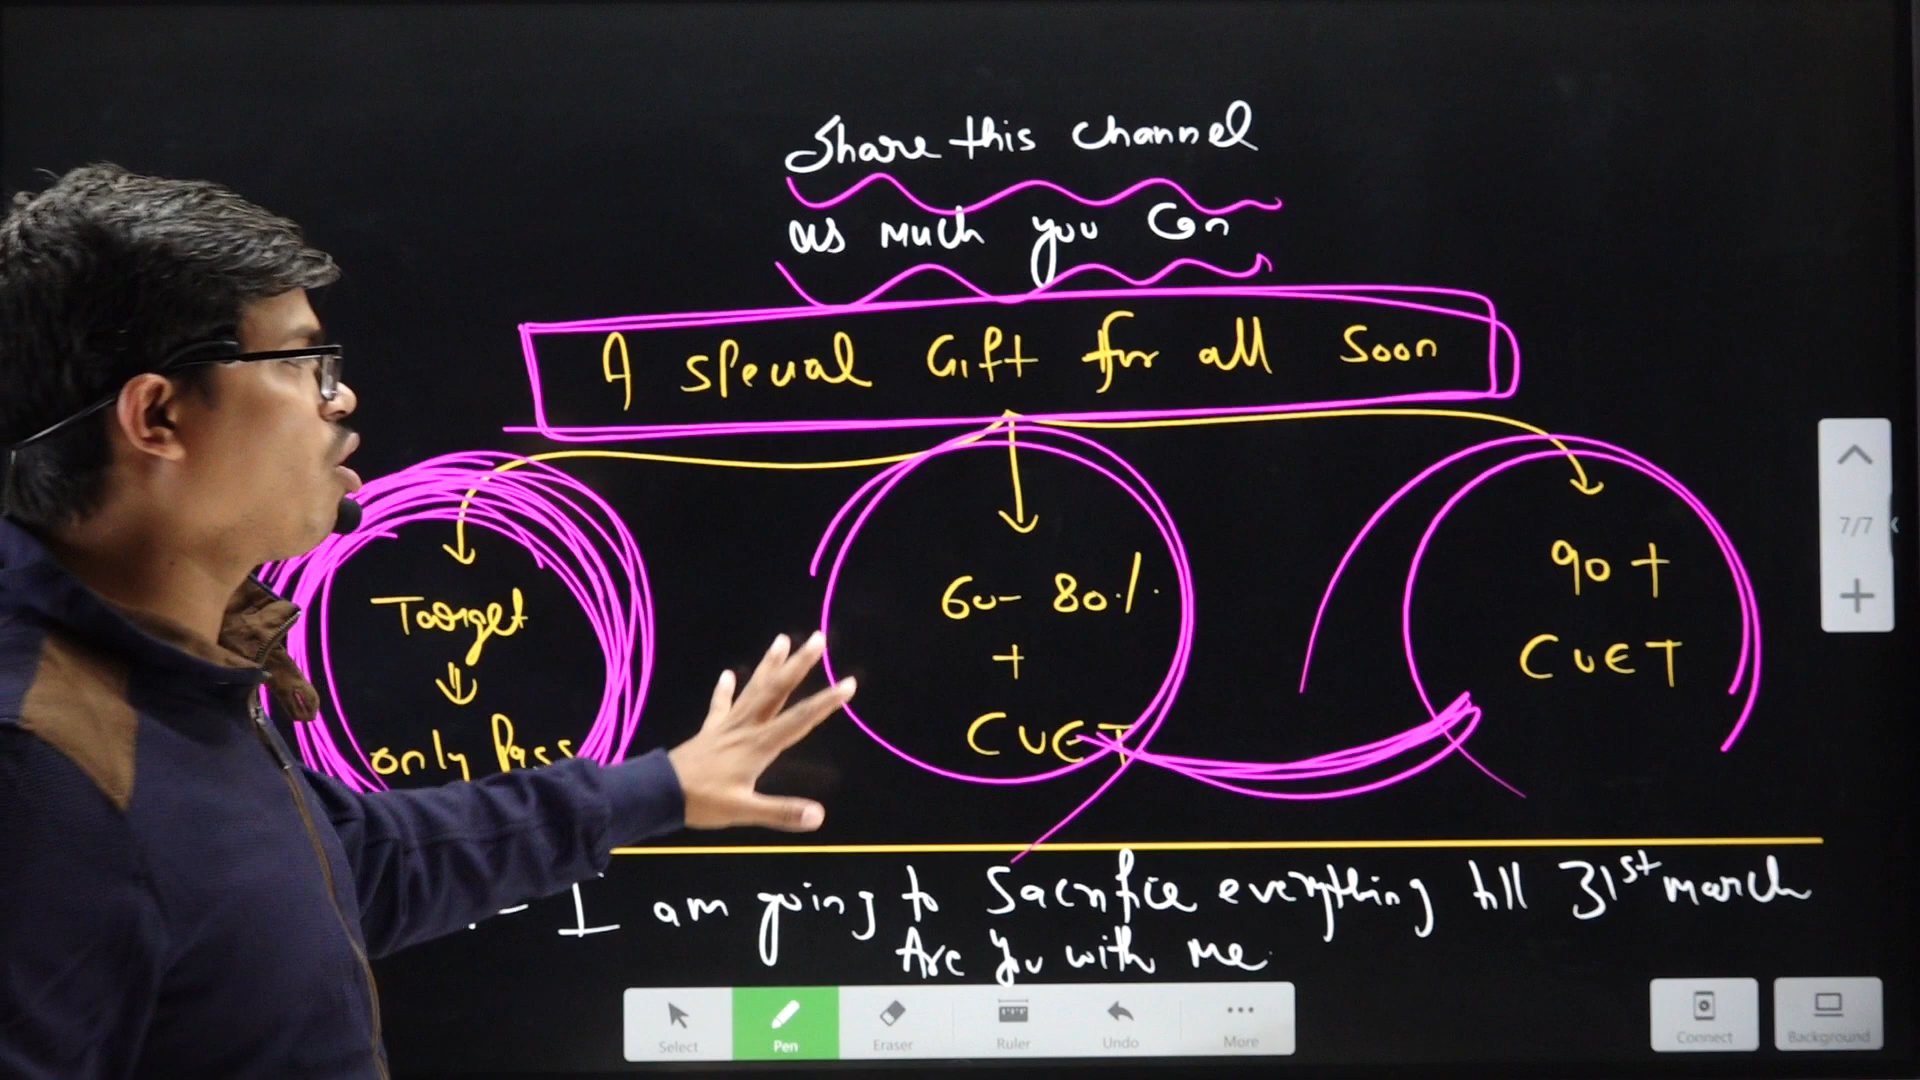 Share this channel
as much you can
A special Gift for all Soon
Target
only Pass
60- 80%
+
CUET
90 +
CUET
I am going to Sacrifice everything till 31st march
Are you with me
7/7
Select
Pen
Eraser
Ruler
Undo
More
Connect
Background